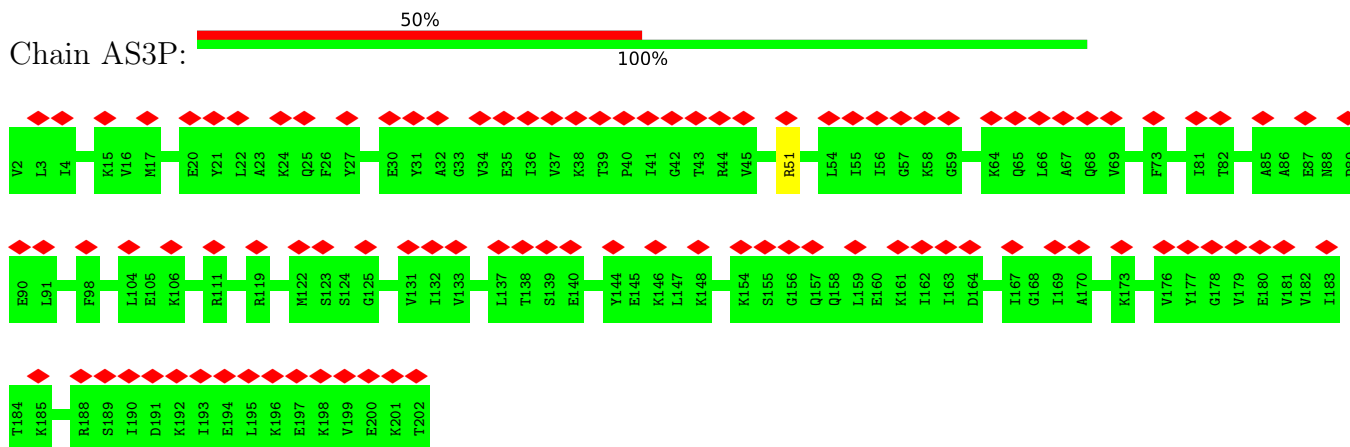 50%
Chain AS3P:
100%
V2 L3 I4 K15 V16 M17 E20 Y21 L22 A23 K24 Q25 F26 Y27 E30 Y31 A32 G33 V34 E35 I36 V37 K38 T39 P40 I41 G42 T43 R44 V45 R51 L54 I55 I56 G57 K58 G59 K64 Q65 L66 A67 Q68 V69 F73 I81 T82 A85 A86 E87 N88
E90 L91 F98 L104 E105 K106 R111 R119 M122 S123 S124 G125 V131 I132 V133 L137 T138 S139 E140 Y144 E145 K146 L147 K148 K154 S155 G156 Q157 Q158 L159 E160 K161 I162 I163 D164 I167 G168 I169 A170 K173 V176 Y177 G178 V179 E180 V181 V182 I183
T184 K185 R188 S189 I190 D191 K192 I193 E194 L195 K196 E197 K198 V199 E200 K201 T202